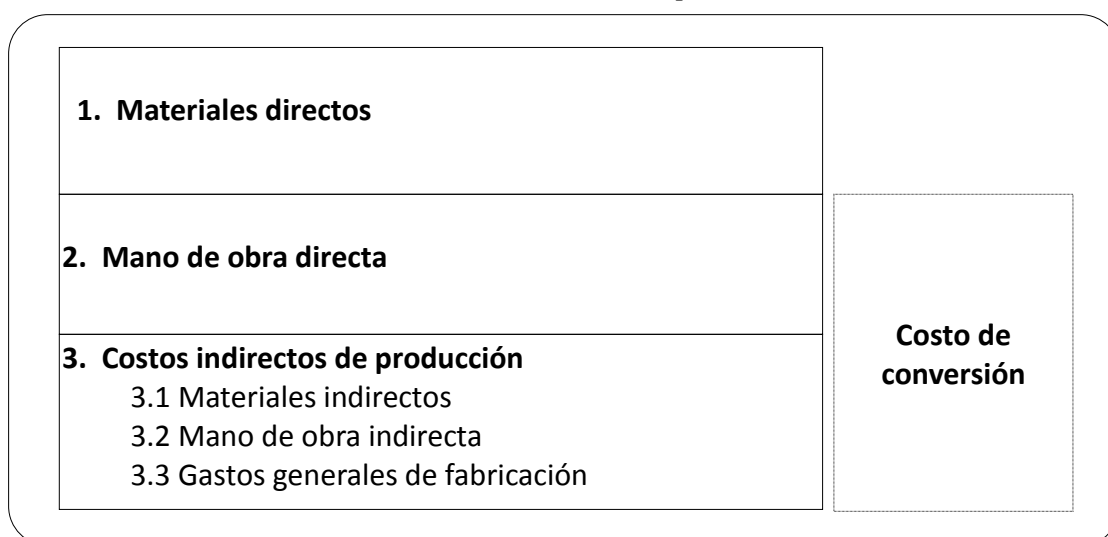 1. Materiales directos
2. Mano de obra directa
3. Costos indirectos de producción
3.1 Materiales indirectos
3.2 Mano de obra indirecta
3.3 Gastos generales de fabricación
Costo de
conversión